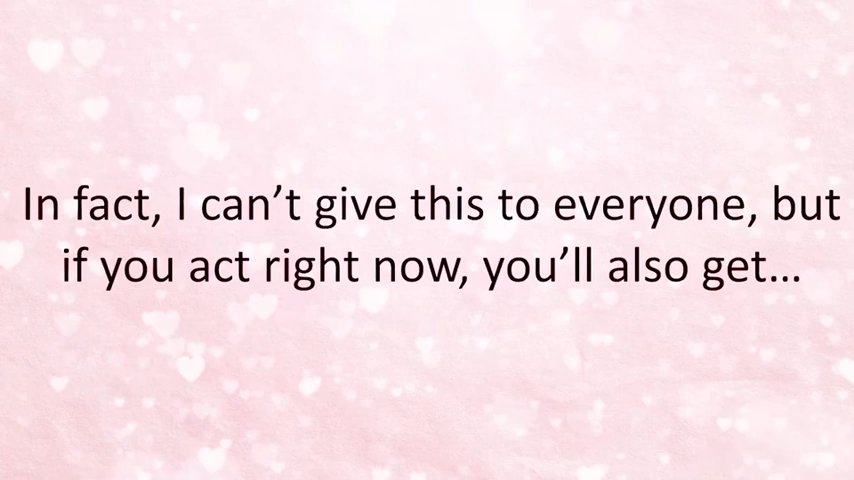 In fact, I can’t give this to everyone, but
if you act right now, you’ll also get...